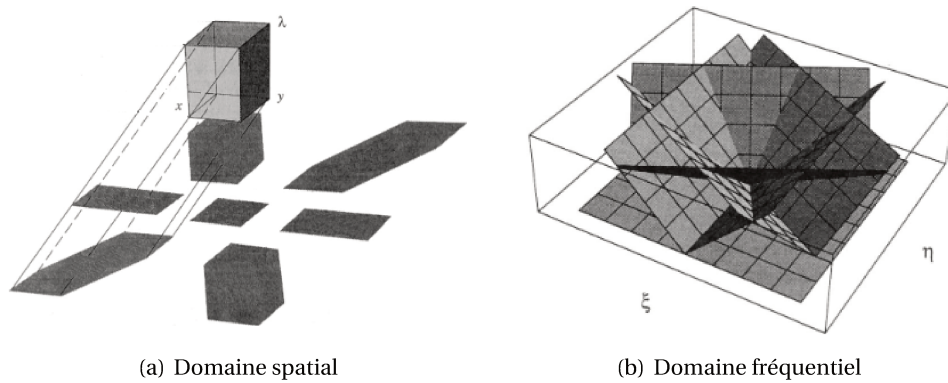 λ
x
y
ξ
η
(a) Domaine spatial
(b) Domaine fréquentiel